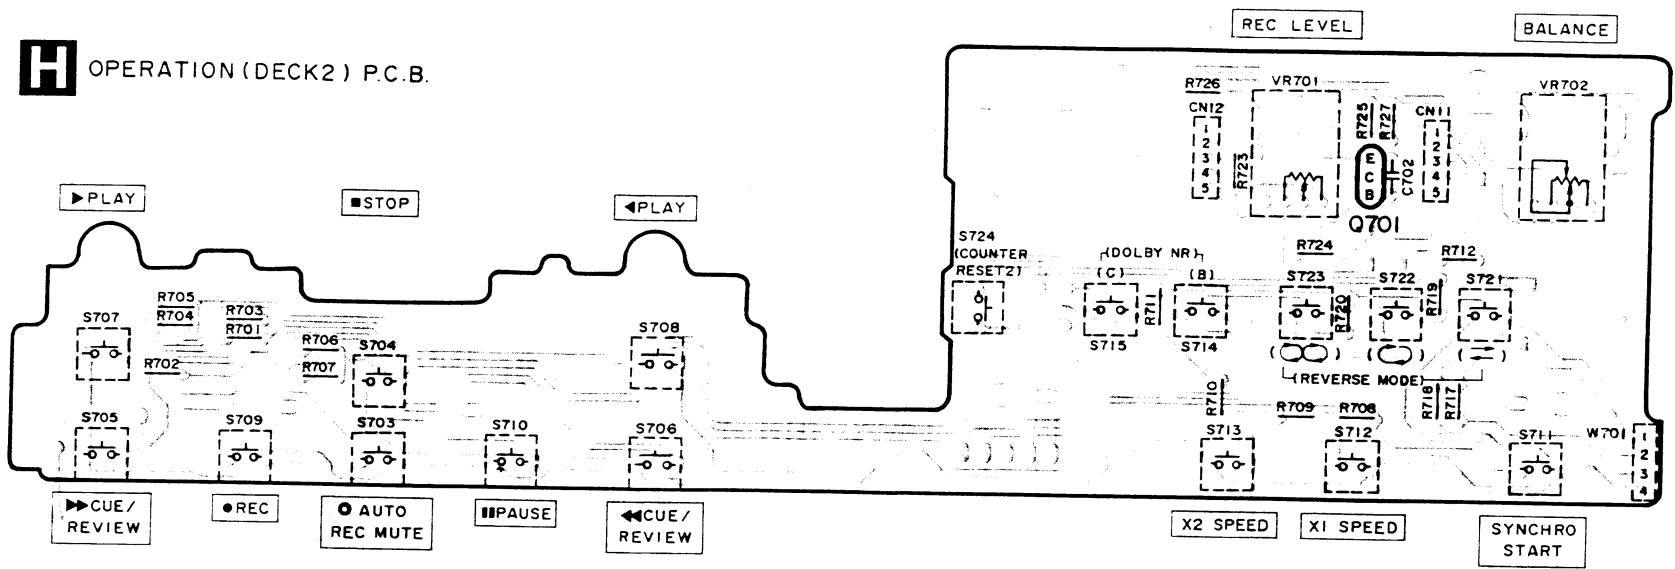 H OPERATION (DECK2) P.C.B.
REC LEVEL
BALANCE
R726
VR701
VR702
CN12
1
2
3
4
5
R723
R725
R727
E
C
B
C702
Q701
CN11
1
2
3
4
5
▶PLAY
■STOP
◀PLAY
S724
(COUNTER
RESET2)
(DOLBY NR)
(C)
(B)
R724
R712
S723
S722
S721
R711
R720
R719
S715
S714
(REVERSE MODE)
R705
R704
R703
R701
S707
R702
R706
R707
S704
S708
R710
R709
R708
R718
R717
S705
S709
S703
S710
S706
S713
S712
S711
W701
1
2
3
4
▶▶CUE/
REVIEW
●REC
AUTO
REC MUTE
▮▮PAUSE
◀◀CUE/
REVIEW
X2 SPEED
X1 SPEED
SYNCHRO
START